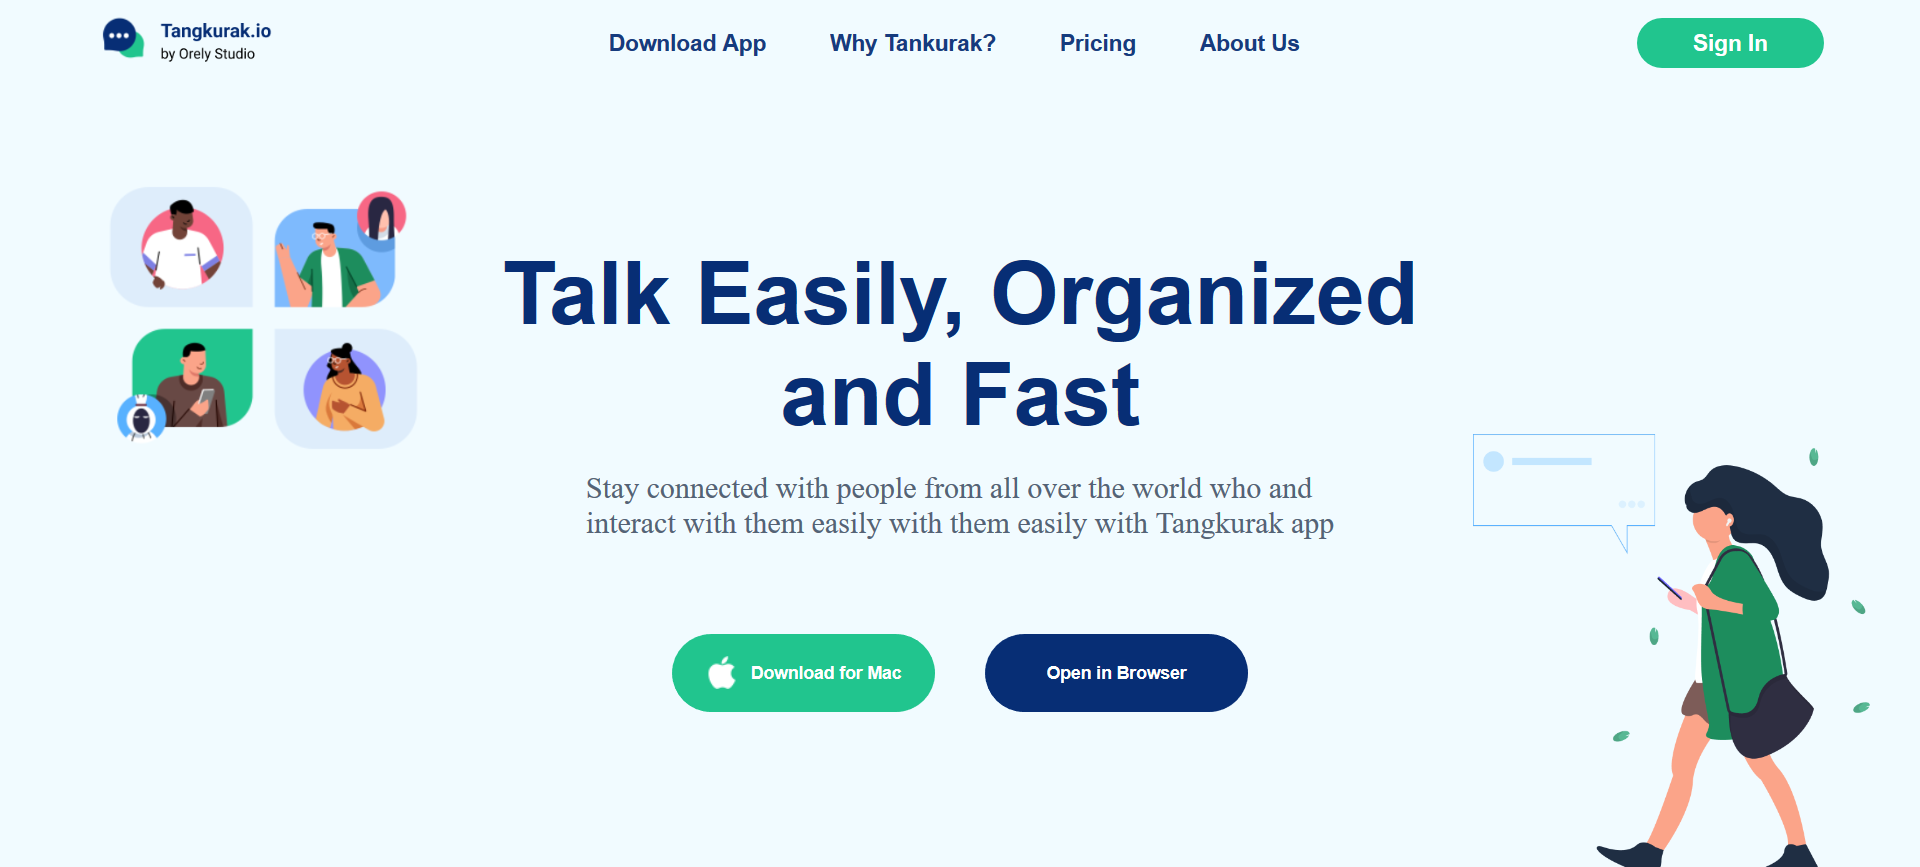 Tangkurak.io
by Orely Studio
Download App
Why Tankurak?
Pricing
About Us
Sign In
Talk Easily, Organized
and Fast
Stay connected with people from all over the world who and
interact with them easily with them easily with Tangkurak app
Download for Mac
Open in Browser